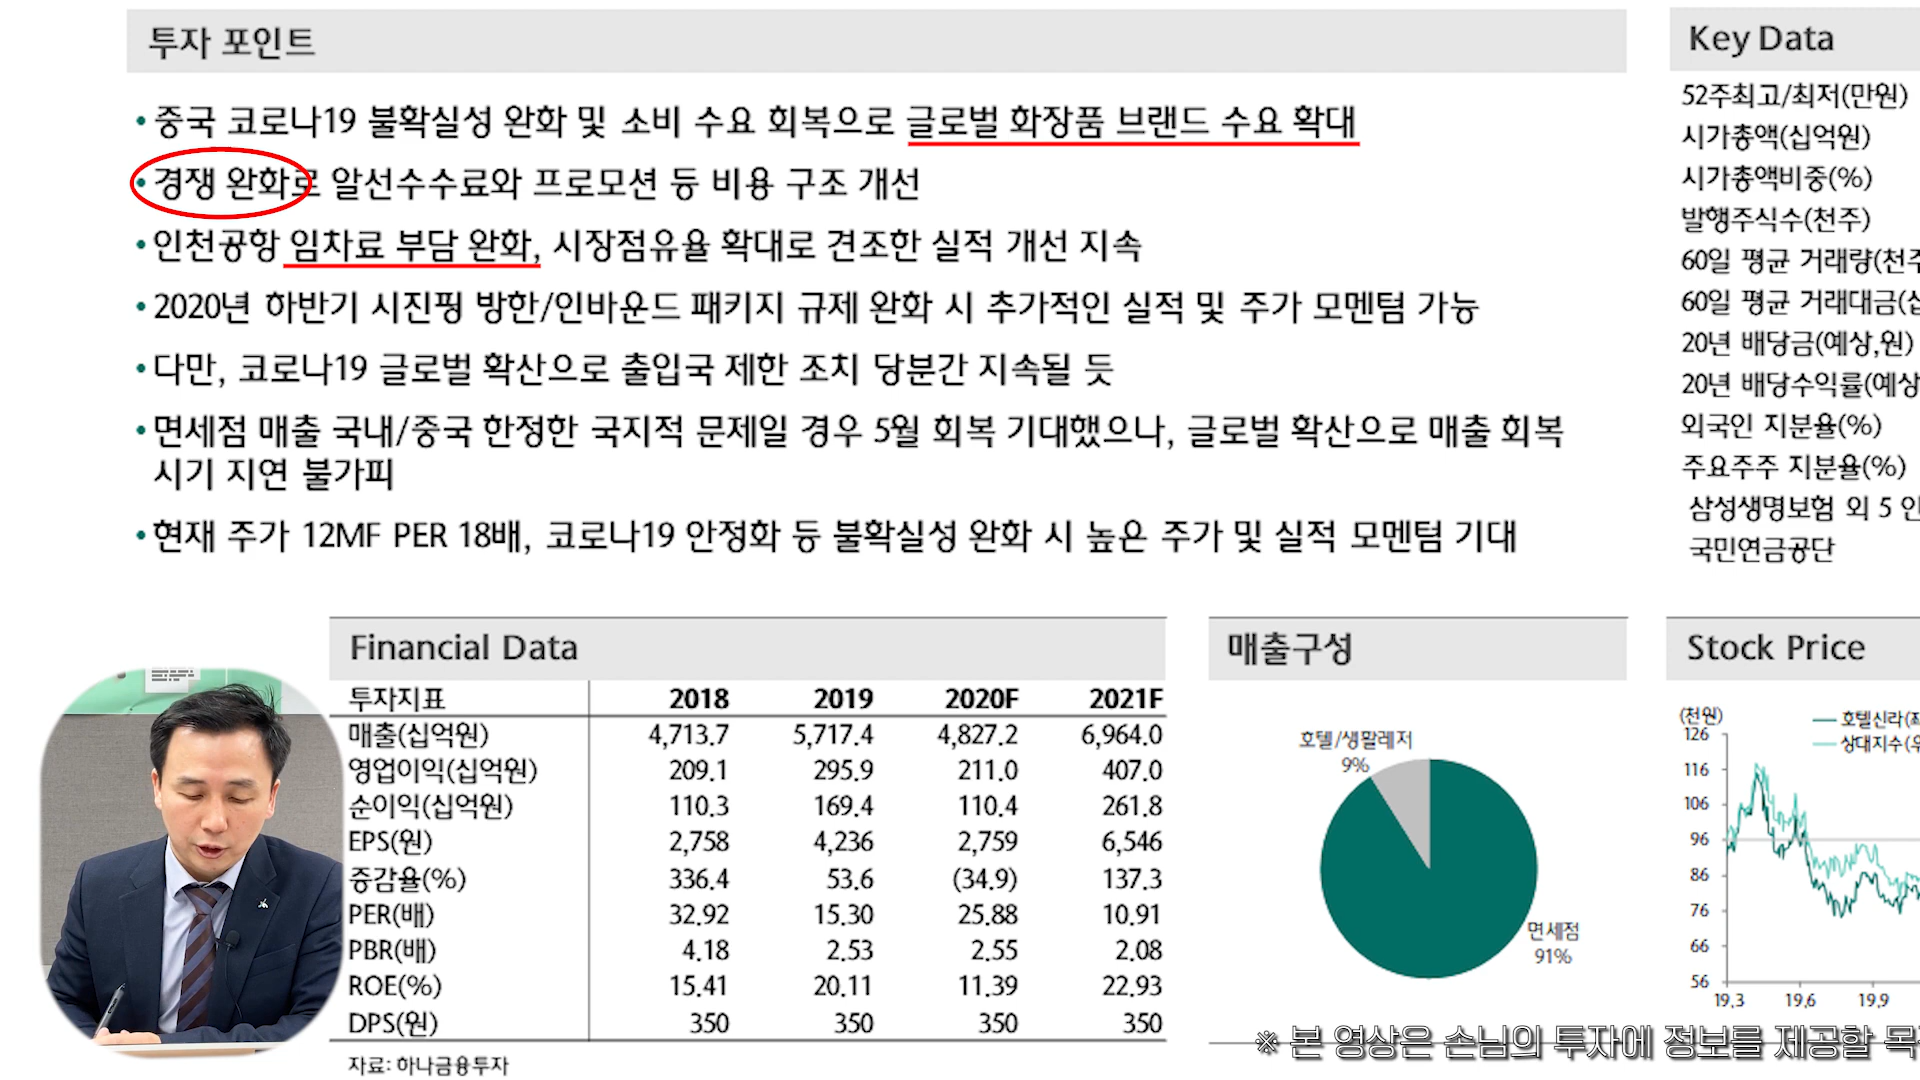 투자 포인트
• 중국 코로나19 불확실성 완화 및 소비 수요 회복으로 글로벌 화장품 브랜드 수요 확대
• 경쟁 완화로 알선수수료와 프로모션 등 비용 구조 개선
• 인천공항 임차료 부담 완화, 시장점유율 확대로 견조한 실적 개선 지속
• 2020년 하반기 시진핑 방한/인바운드 패키지 규제 완화 시 추가적인 실적 및 주가 모멘텀 가능
• 다만, 코로나19 글로벌 확산으로 출입국 제한 조치 당분간 지속될 듯
• 면세점 매출 국내/중국 한정한 국지적 문제일 경우 5월 회복 기대했으나, 글로벌 확산으로 매출 회복
시기 지연 불가피
• 현재 주가 12MF PER 18배, 코로나19 안정화 등 불확실성 완화 시 높은 주가 및 실적 모멘텀 기대
Key Data
52주최고/최저(만원)
시가총액(십억원)
시가총액비중(%)
발행주식수(천주)
60일 평균 거래량(천주
60일 평균 거래대금(십
20년 배당금(예상,원)
20년 배당수익률(예상
외국인 지분율(%)
주요주주 지분율(%)
삼성생명보험 외 5 인
국민연금공단
Financial Data
투자지표 2018 2019 2020F 2021F
매출(십억원) 4,713.7 5,717.4 4,827.2 6,964.0
영업이익(십억원) 209.1 295.9 211.0 407.0
순이익(십억원) 110.3 169.4 110.4 261.8
EPS(원) 2,758 4,236 2,759 6,546
증감율(%) 336.4 53.6 (34.9) 137.3
PER(배) 32.92 15.30 25.88 10.91
PBR(배) 4.18 2.53 2.55 2.08
ROE(%) 15.41 20.11 11.39 22.93
DPS(원) 350 350 350 350
자료: 하나금융투자
매출구성
호텔/생활레저
9%
면세점
91%
Stock Price
(천원)
호텔신라(좌
상대지수(우
126
116
106
96
86
76
66
56
19.3 19.6 19.9
※ 본 영상은 손님의 투자에 정보를 제공할 목